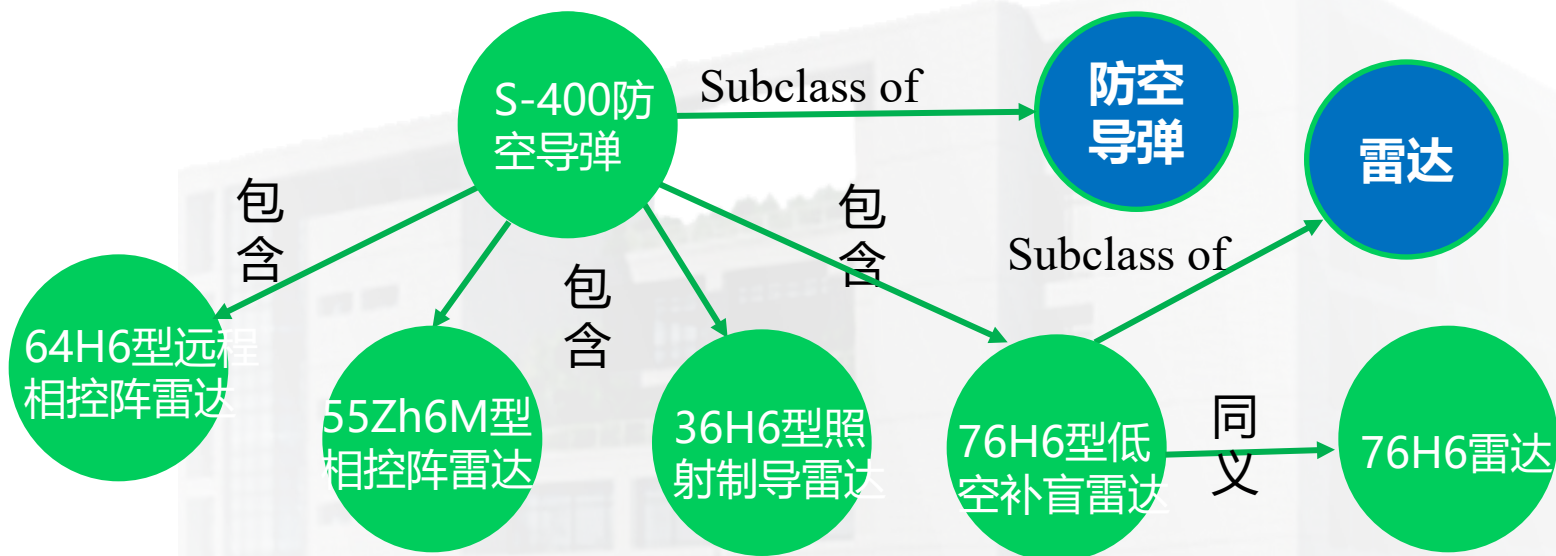 S-400防
空导弹
Subclass of
防空
导弹
雷达
包
含
包
含
包
含
Subclass of
64H6型远程
相控阵雷达
55Zh6M型
相控阵雷达
36H6型照
射制导雷达
76H6型低
空补盲雷达
同
义
76H6雷达